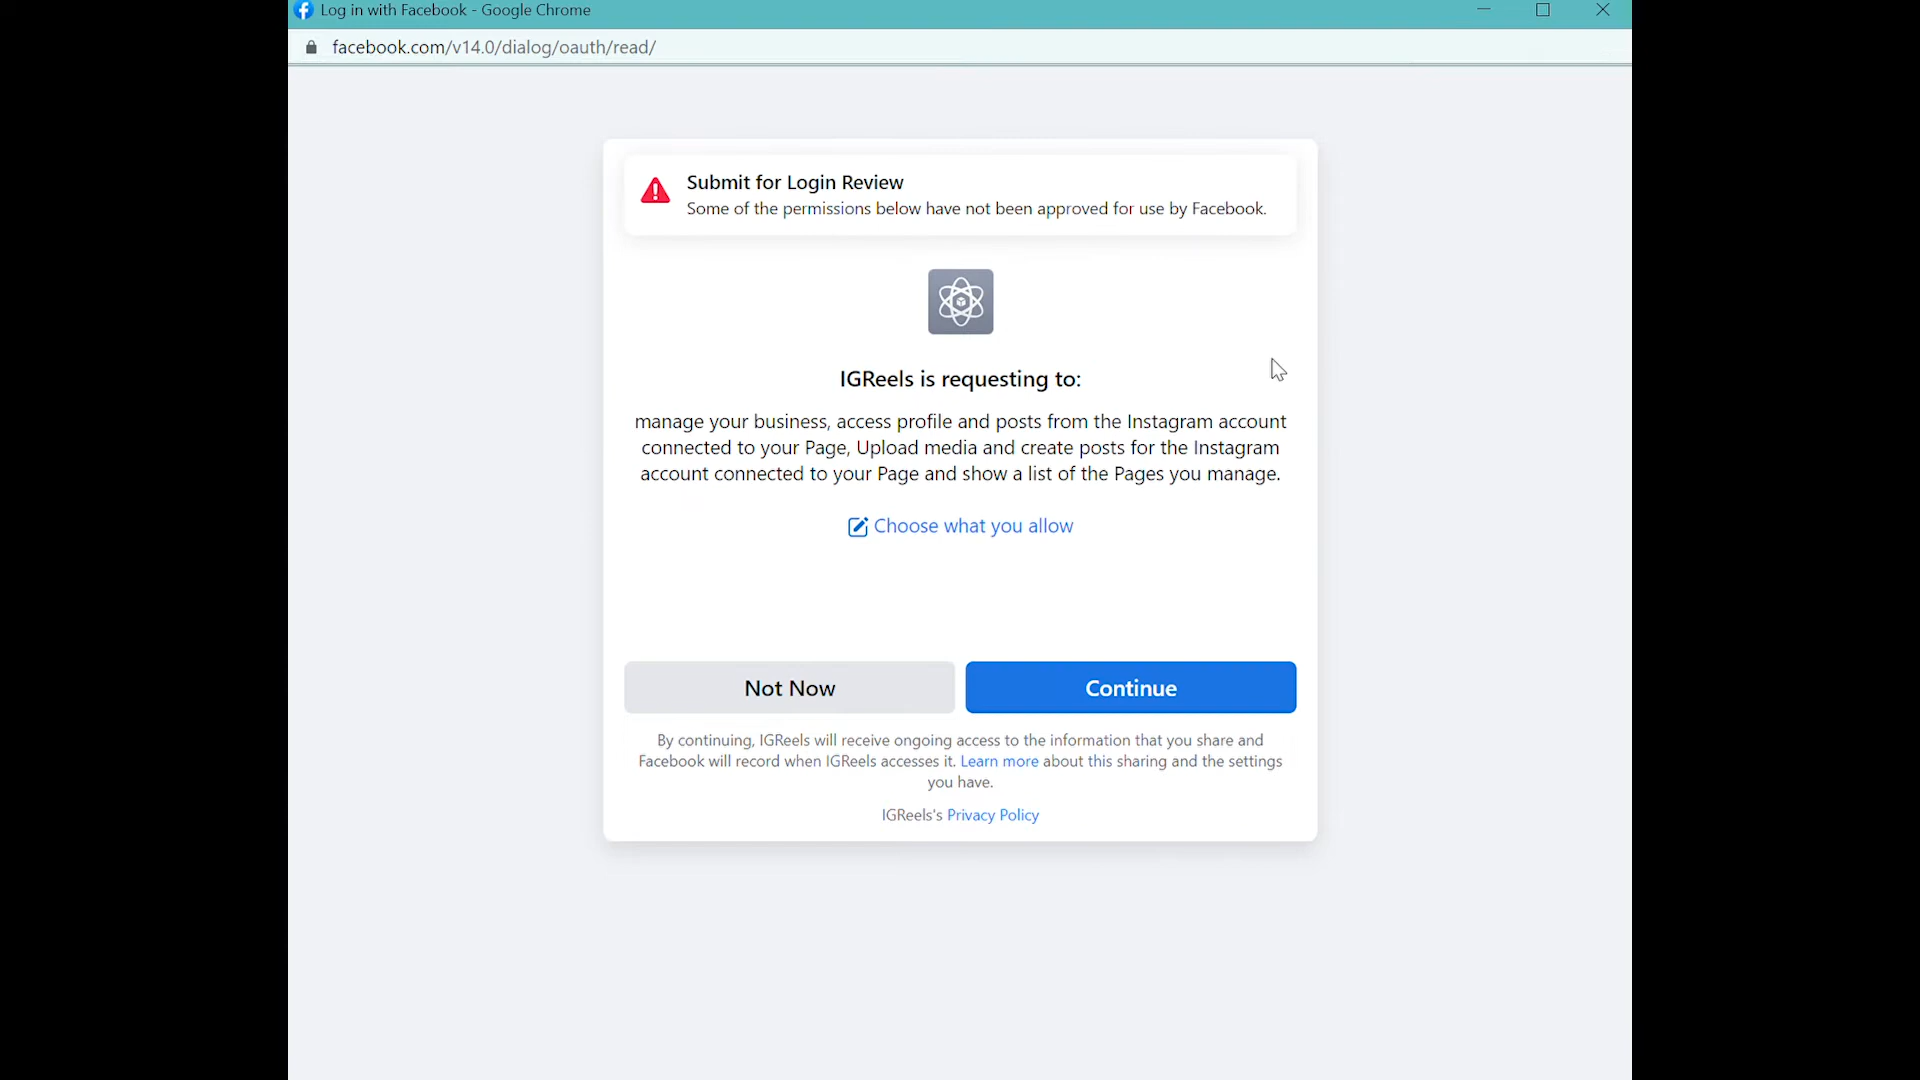 Log in with Facebook - Google Chrome
facebook.com/v14.0/dialog/oauth/read/
Submit for Login Review
Some of the permissions below have not been approved for use by Facebook.
IGReels is requesting to:
manage your business, access profile and posts from the Instagram account
connected to your Page, Upload media and create posts for the Instagram
account connected to your Page and show a list of the Pages you manage.
Choose what you allow
Not Now
Continue
By continuing, IGReels will receive ongoing access to the information that you share and
Facebook will record when IGReels accesses it. Learn more about this sharing and the settings
you have.
IGReels's Privacy Policy